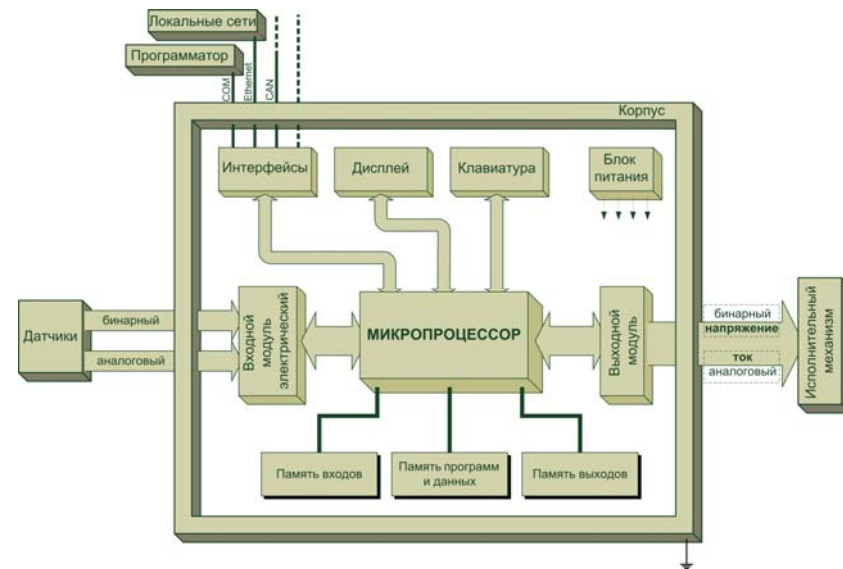 Локальные сети
Программатор
COM
Ethernet
CAN
Корпус
Интерфейсы
Дисплей
Клавиатура
Блок
питания
Датчики
бинарный
аналоговый
Входной
модуль
электрический
МИКРОПРОЦЕССОР
Выходной
модуль
бинарный
напряжение
ток
аналоговый
Исполнительный
механизм
Память входов
Память программ
и данных
Память выходов